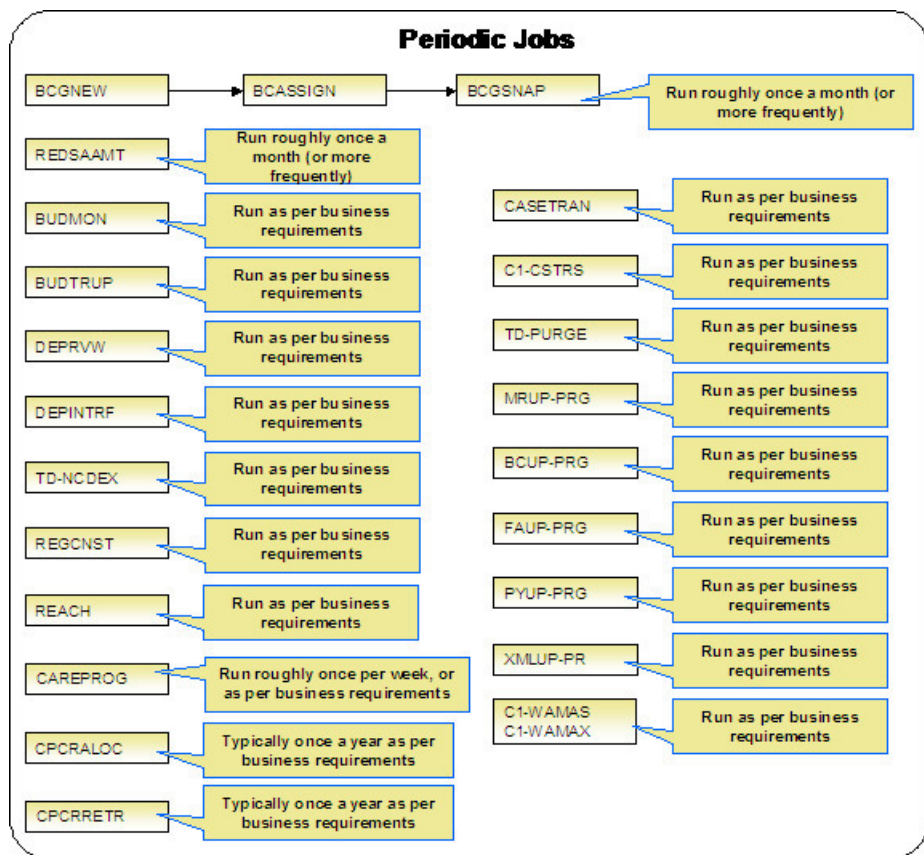 Periodic Jobs
BCGNEW
BCASSIGN
BCGSNAP
Run roughly once a month (or
more frequently)
REDSAAMT
Run roughly once a
month (or more
frequently)
BUDMON
Run as per business
requirements
BUDTRUP
Run as per business
requirements
DEPRVW
Run as per business
requirements
DEPINTRF
Run as per business
requirements
TD-NCDEX
Run as per business
requirements
REGCNST
Run as per business
requirements
REACH
Run as per business
requirements
CAREPROG
Run roughly once per week, or
as per business requirements
CPCRALOC
Typically once a year as per
business requirements
CPCRRETR
Typically once a year as per
business requirements
CASETRAN
Run as per business
requirements
C1-CSTRS
Run as per business
requirements
TD-PURGE
Run as per business
requirements
MRUP-PRG
Run as per business
requirements
BCUP-PRG
Run as per business
requirements
FAUP-PRG
Run as per business
requirements
PYUP-PRG
Run as per business
requirements
XMLUP-PR
Run as per business
requirements
C1-WAMAS
C1-WAMAX
Run as per business
requirements